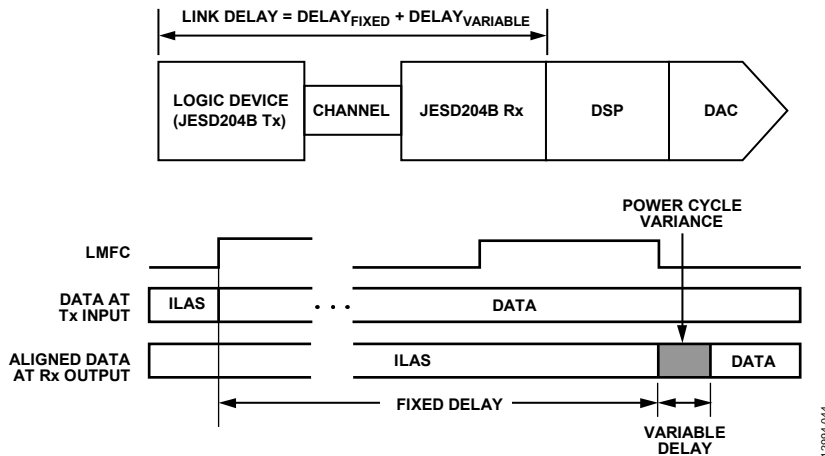 LINK DELAY = DELAYFIXED + DELAYVARIABLE
LOGIC DEVICE
(JESD204B Tx)
CHANNEL
JESD204B Rx
DSP
DAC
POWER CYCLE
VARIANCE
LMFC
DATA AT
Tx INPUT
ILAS
DATA
ALIGNED DATA
AT Rx OUTPUT
ILAS
DATA
FIXED DELAY
VARIABLE
DELAY